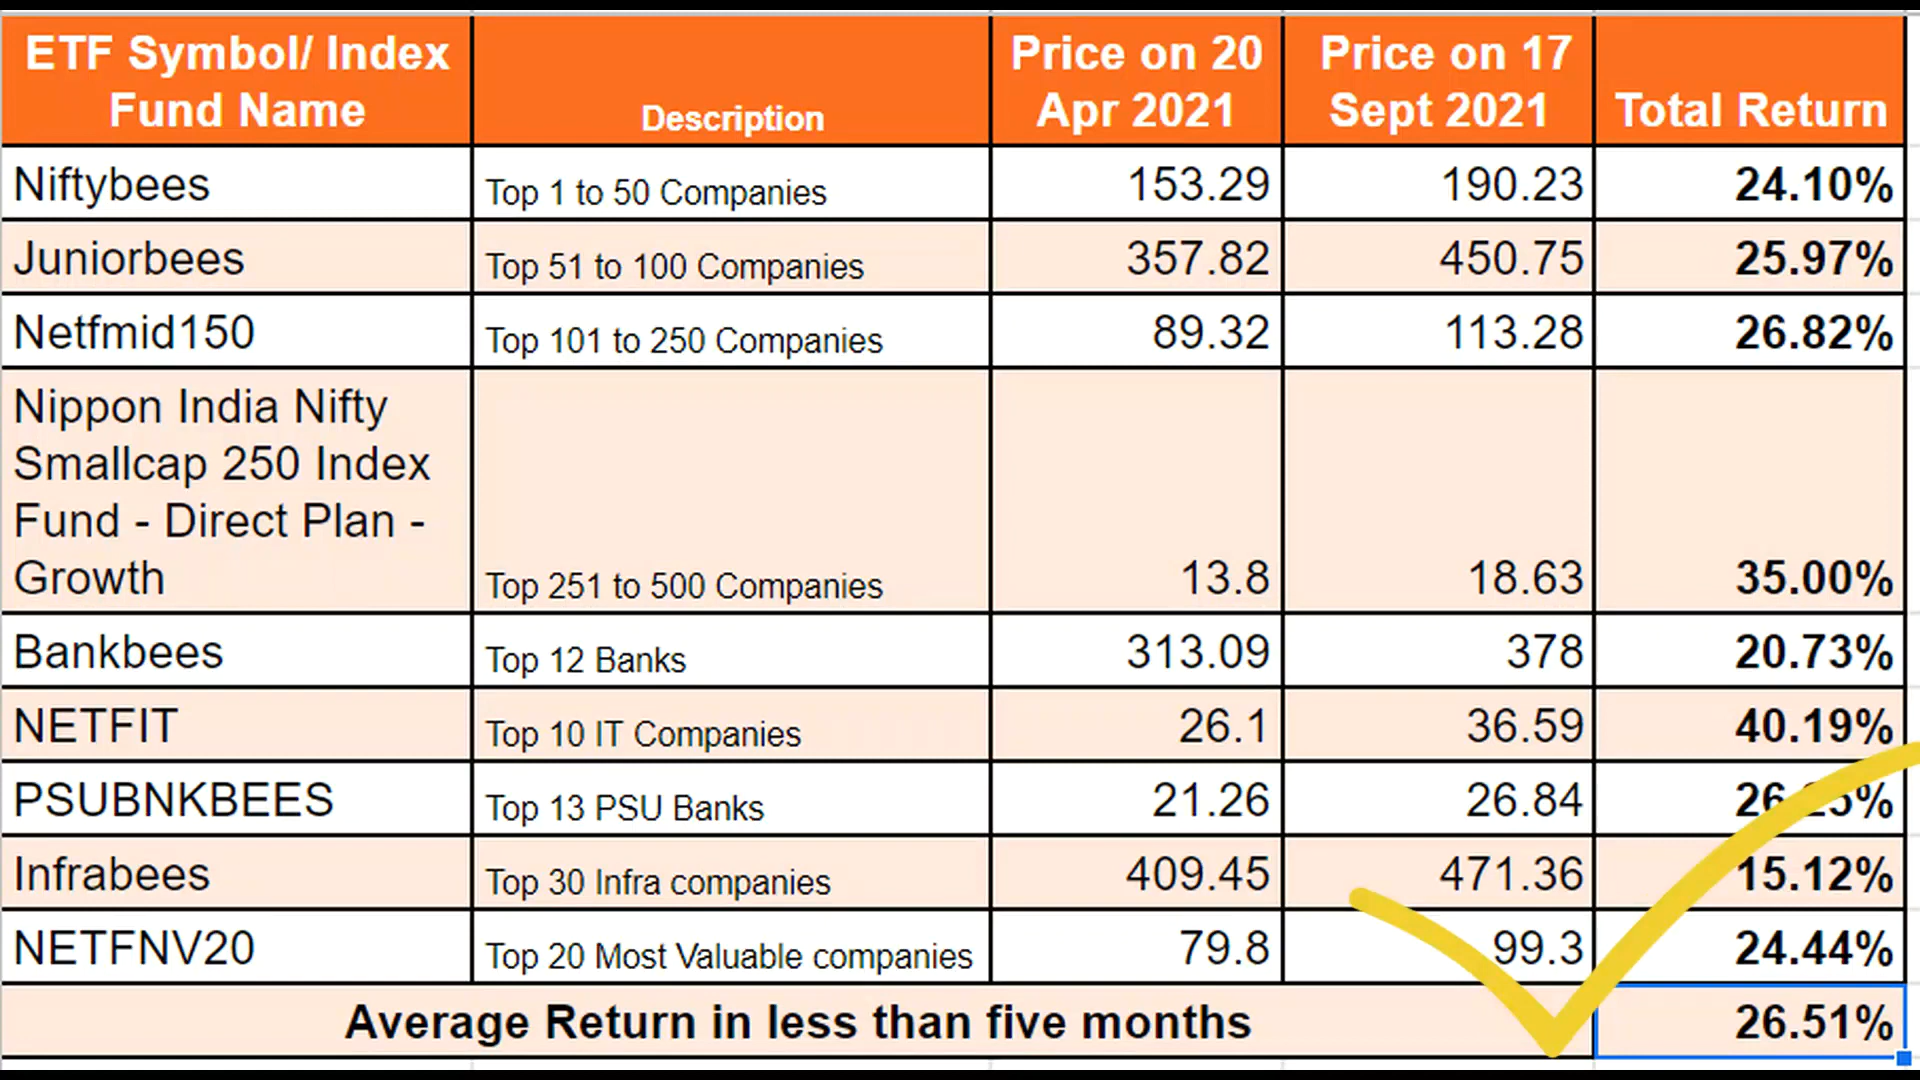 ETF Symbol/ Index Fund Name	Description	Price on 20 Apr 2021	Price on 17 Sept 2021	Total Return
Niftybees	Top 1 to 50 Companies	153.29	190.23	24.10%
Juniorbees	Top 51 to 100 Companies	357.82	450.75	25.97%
Netfmid150	Top 101 to 250 Companies	89.32	113.28	26.82%
Nippon India Nifty Smallcap 250 Index Fund - Direct Plan - Growth	Top 251 to 500 Companies	13.8	18.63	35.00%
Bankbees	Top 12 Banks	313.09	378	20.73%
NETFIT	Top 10 IT Companies	26.1	36.59	40.19%
PSUBNKBEES	Top 13 PSU Banks	21.26	26.84
Infrabees	Top 30 Infra companies	409.45	471.36	15.12%
NETFNV20	Top 20 Most Valuable companies	79.8	99.3	24.44%
Average Return in less than five months	26.51%